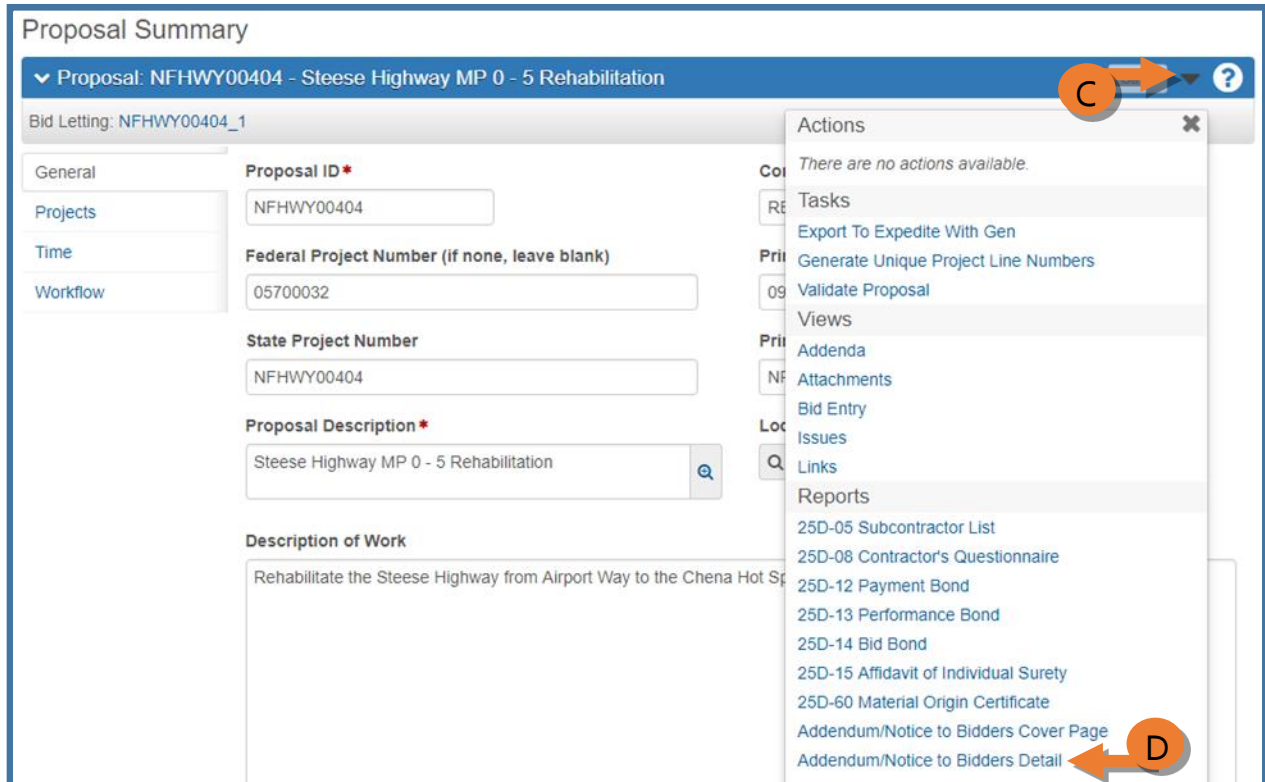 Proposal Summary
Proposal: NFHWY00404 - Steese Highway MP 0 - 5 Rehabilitation
C
?
Bid Letting: NFHWY00404_1
General
Projects
Time
Workflow
Proposal ID*
NFHWY00404
Federal Project Number (if none, leave blank)
05700032
State Project Number
NFHWY00404
Proposal Description*
Steese Highway MP 0 - 5 Rehabilitation
Description of Work
Rehabilitate the Steese Highway from Airport Way to the Chena Hot Sp
Actions
There are no actions available.
Tasks
Export To Expedite With Gen
Generate Unique Project Line Numbers
Validate Proposal
Views
Addenda
Attachments
Bid Entry
Issues
Links
Reports
25D-05 Subcontractor List
25D-08 Contractor's Questionnaire
25D-12 Payment Bond
25D-13 Performance Bond
25D-14 Bid Bond
25D-15 Affidavit of Individual Surety
25D-60 Material Origin Certificate
Addendum/Notice to Bidders Cover Page
Addendum/Notice to Bidders Detail
D